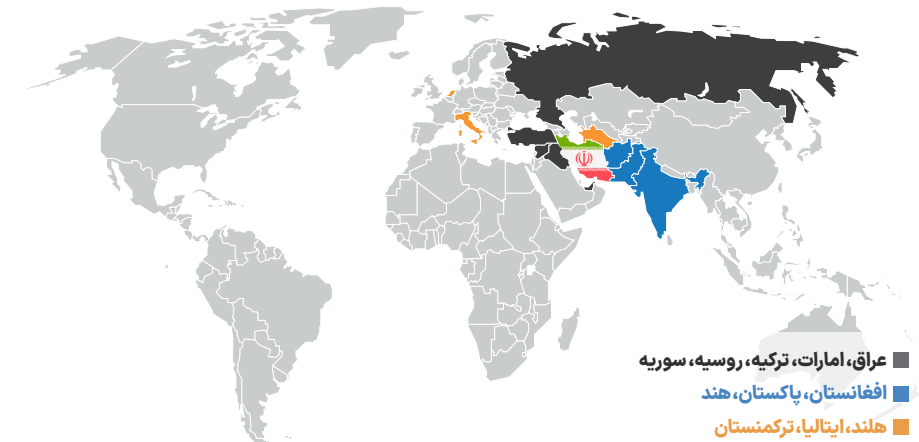 عراق، امارات، ترکیه، روسیه، سوریه
افغانستان، پاکستان، هند
هلند، ایتالیا، ترکمنستان